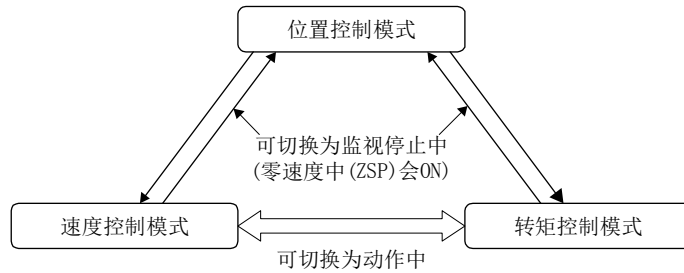 位置控制模式
可切换为监视停止中
(零速度中(ZSP)会ON)
速度控制模式
转矩控制模式
可切换为动作中